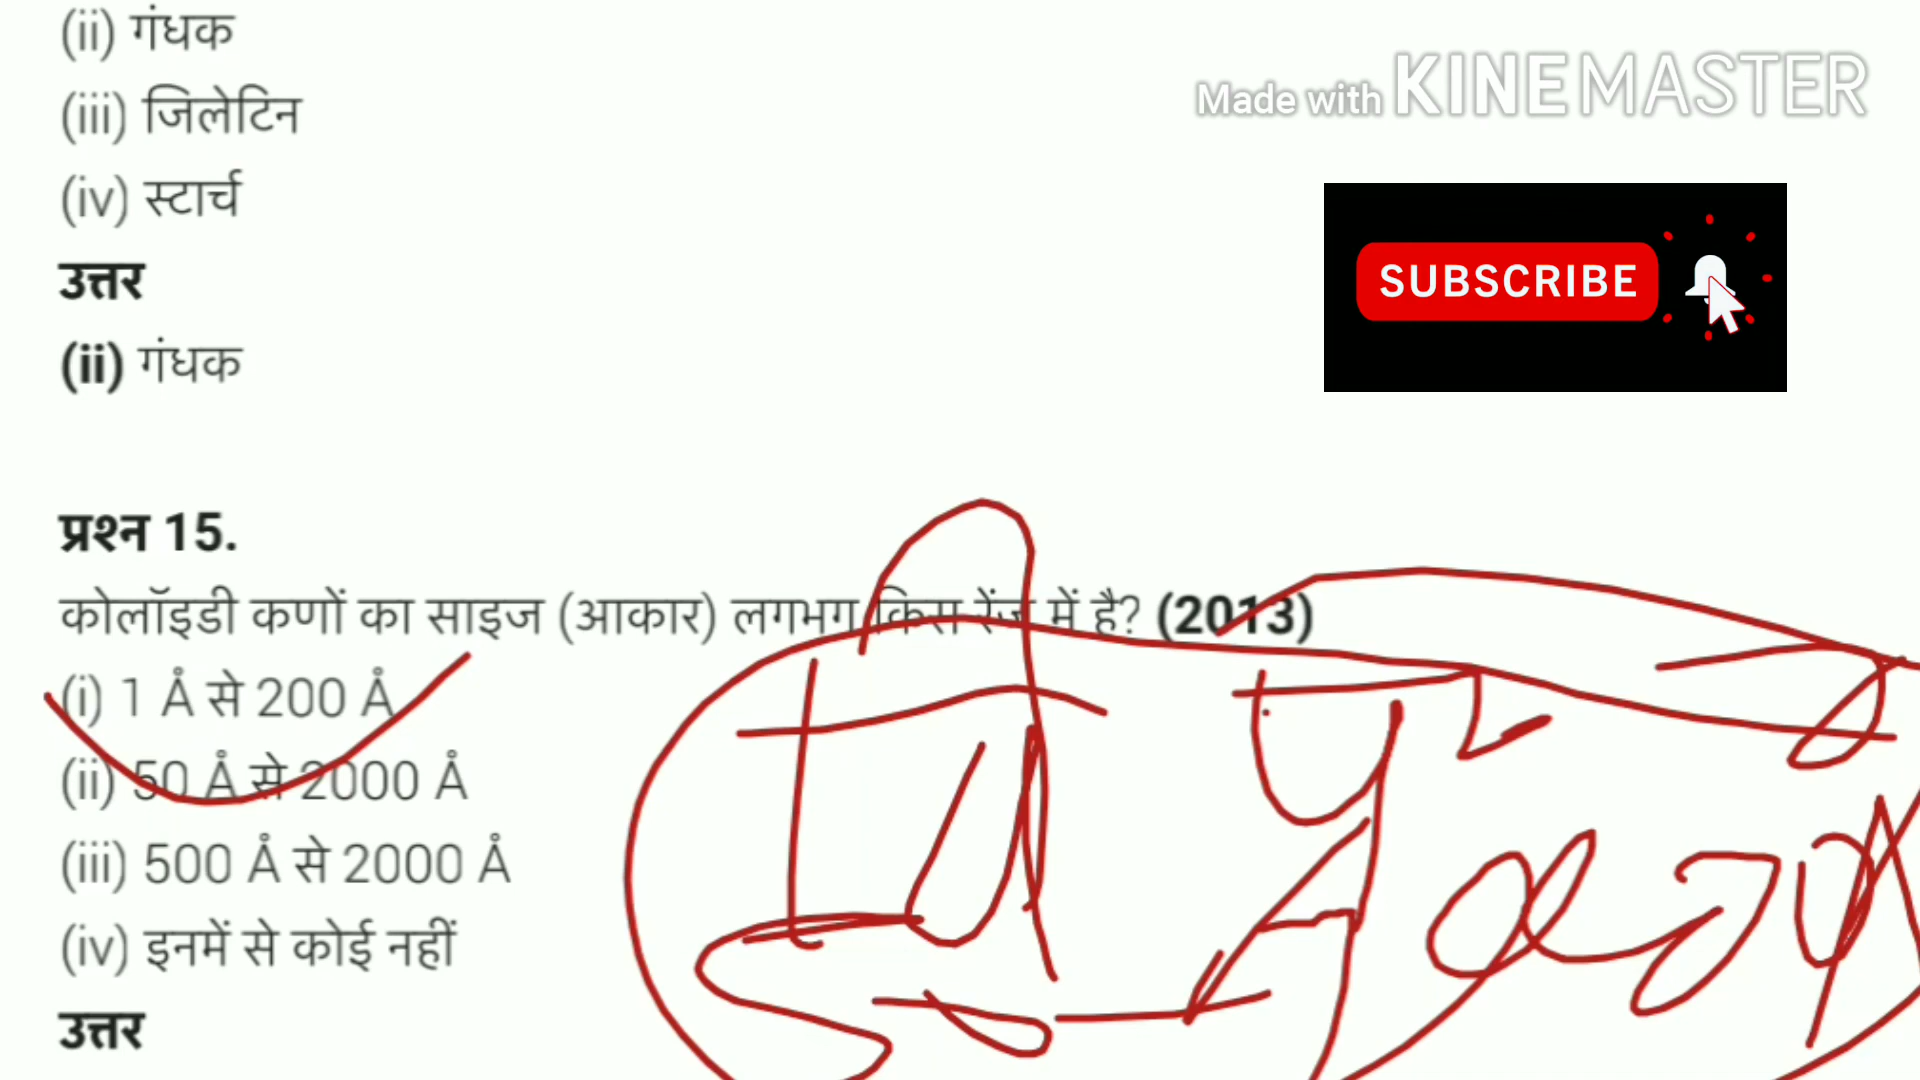 (ii) गंधक
Made with KINEMASTER
(iii) जिलेटिन
(iv) स्टार्च
SUBSCRIBE
उत्तर
(ii) गंधक
प्रश्न 15.
कोलॉइडी कणों का साइज (आकार) लगभग किस रेंज में है? (2013)
(i) 1 Å से 200 Å
(ii) 50 Å से 2000 Å
(iii) 500 Å से 2000 Å
(iv) इनमें से कोई नहीं
उत्तर